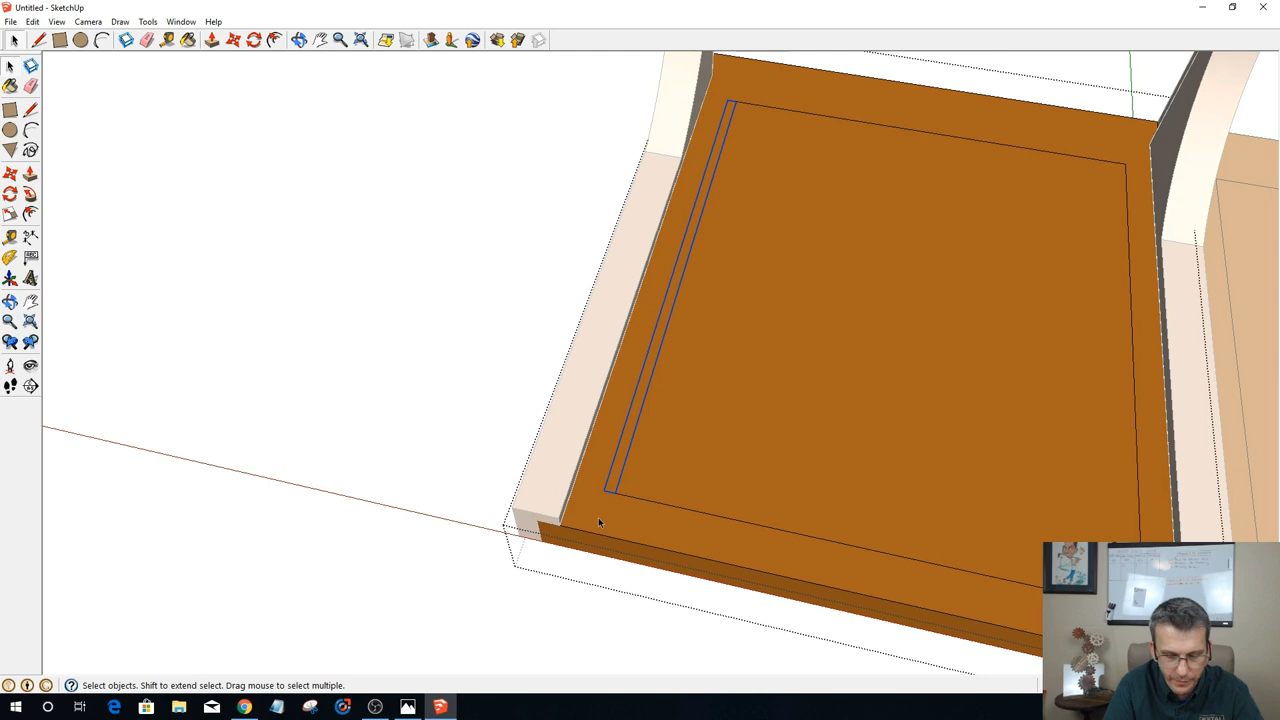 Untitled - SketchUp
File Edit View Camera Draw Tools Window Help
Select objects. Shift to extend select. Drag mouse to select multiple.